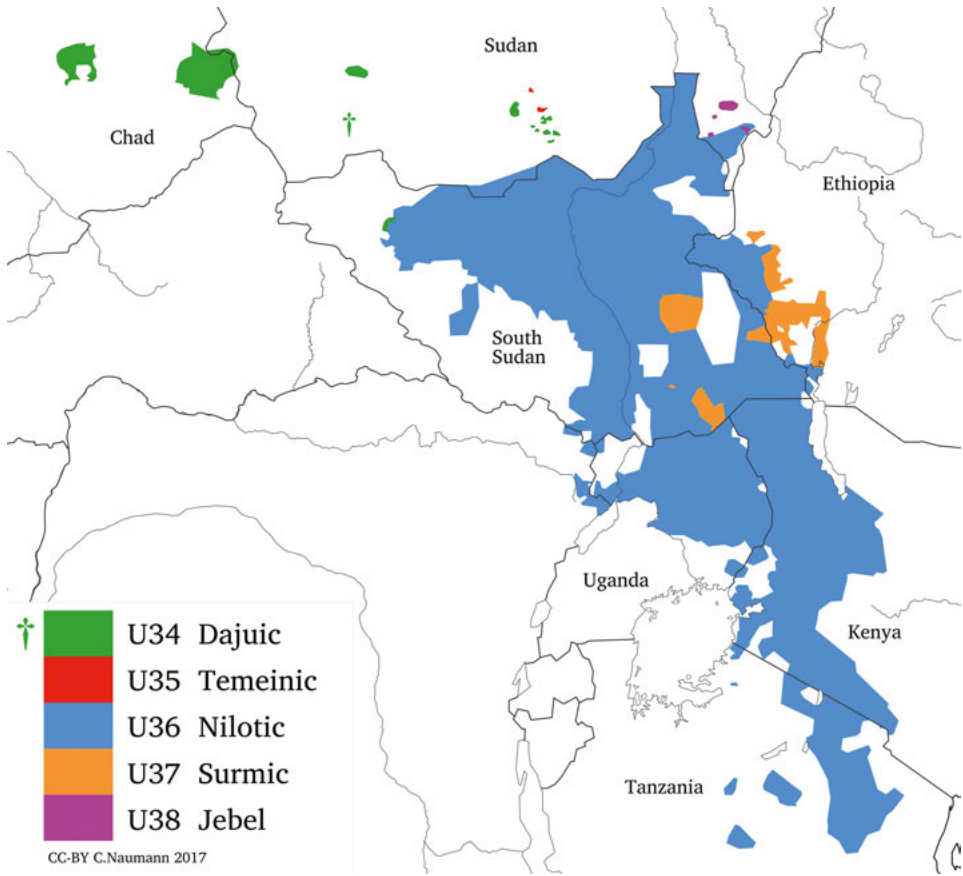 Sudan
Chad
Ethiopia
South
Sudan
Uganda
Kenya
Tanzania
U34 Dajuic
U35 Temeinic
U36 Nilotic
U37 Surmic
U38 Jebel
CC-BY C.Naumann 2017